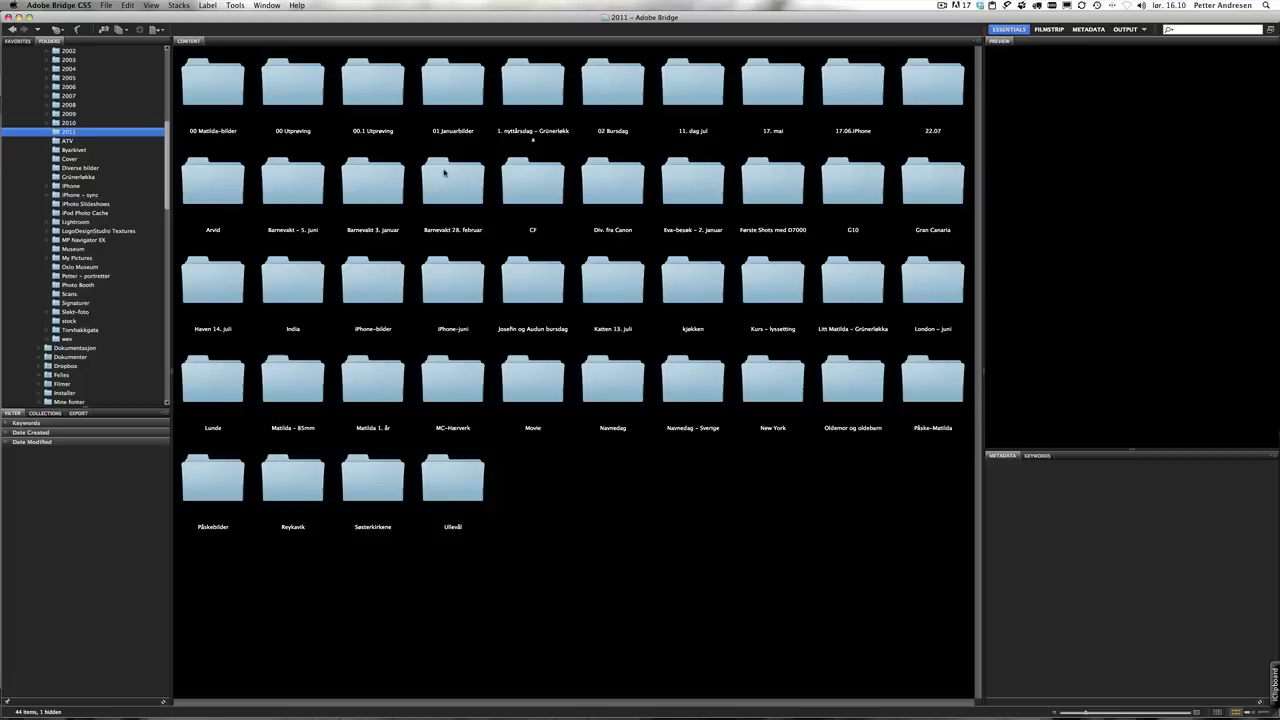 Adobe Bridge CS5 File Edit View Stacks Label Tools Window Help 17 lør. 16.10 Petter Andresen
2011 – Adobe Bridge
ESSENTIALS FILMSTRIP METADATA OUTPUT
FAVORITES FOLDERS CONTENT PREVIEW
2002
2003
2004
2005
2006
2007
2008
2009
2010
2011
ATV
Byarkivet
Cover
Diverse bilder
Grünerløkka
iPhone
iPhone – sync
iPhoto Slideshows
iPod Photo Cache
Lightroom
LogoDesignStudio Textures
MP Navigator EX
Museum
My Pictures
Oslo Museum
Petter – portretter
Photo Booth
Scans
Signaturer
Slekt-foto
stock
Torvbakkgata
wev
Dokumentasjon
Dokumenter
Dropbox
Felles
Filmer
Installer
Mine fonter
FILTER COLLECTIONS EXPORT
Keywords
Date Created
Date Modified
00 Matilda-bilder 00 Utprøving 00.1 Utprøving 01 Januarbilder 1. nyttårsdag – Grünerløkk 02 Bursdag 11. dag jul 17. mai 17.06.iPhone 22.07
a
Arvid Barnevakt – 5. juni Barnevakt 3. januar Barnevakt 28. februar CF Div. fra Canon Eva-besøk – 2. januar Første Shots med D7000 G10 Gran Canaria
Haven 14. juli India iPhone-bilder iPhone-juni Josefin og Audun bursdag Katten 13. juli kjøkken Kurs – lyssetting Litt Matilda – Grünerløkka London – juni
Lunde Matilda – 85mm Matilda 1. år MC-Hærverk Movie Navnedag Navnedag – Sverige New York Oldemor og oldebarn Påske-Matilda
Påskebilder Reykavik Søsterkirkene Ullevål
METADATA KEYWORDS
Clipboard
44 items, 1 hidden